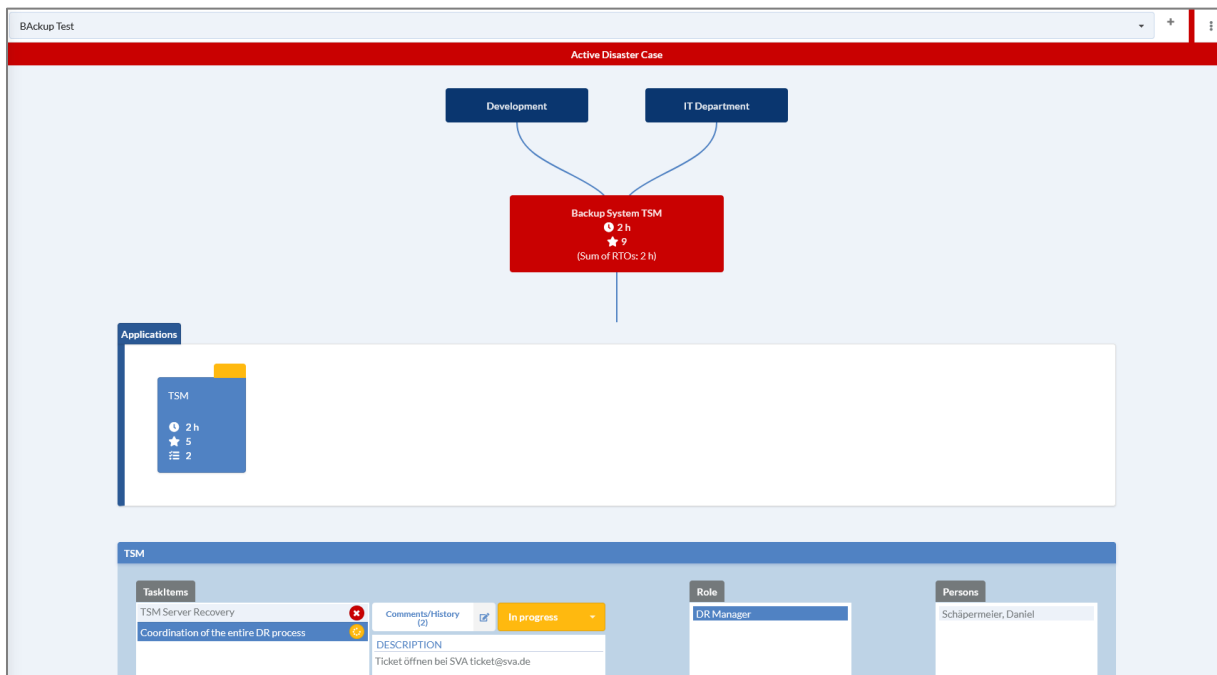 BAckup Test
+
Active Disaster Case
Development
IT Department
Backup System TSM
2 h
9
(Sum of RTOs: 2 h)
Applications
TSM
2 h
5
2
TSM
TaskItems
Role
Persons
TSM Server Recovery
Coordination of the entire DR process
Comments/History
(2)
In progress
DR Manager
Schäpermeier, Daniel
DESCRIPTION
Ticket öffnen bei SVA ticket@sva.de